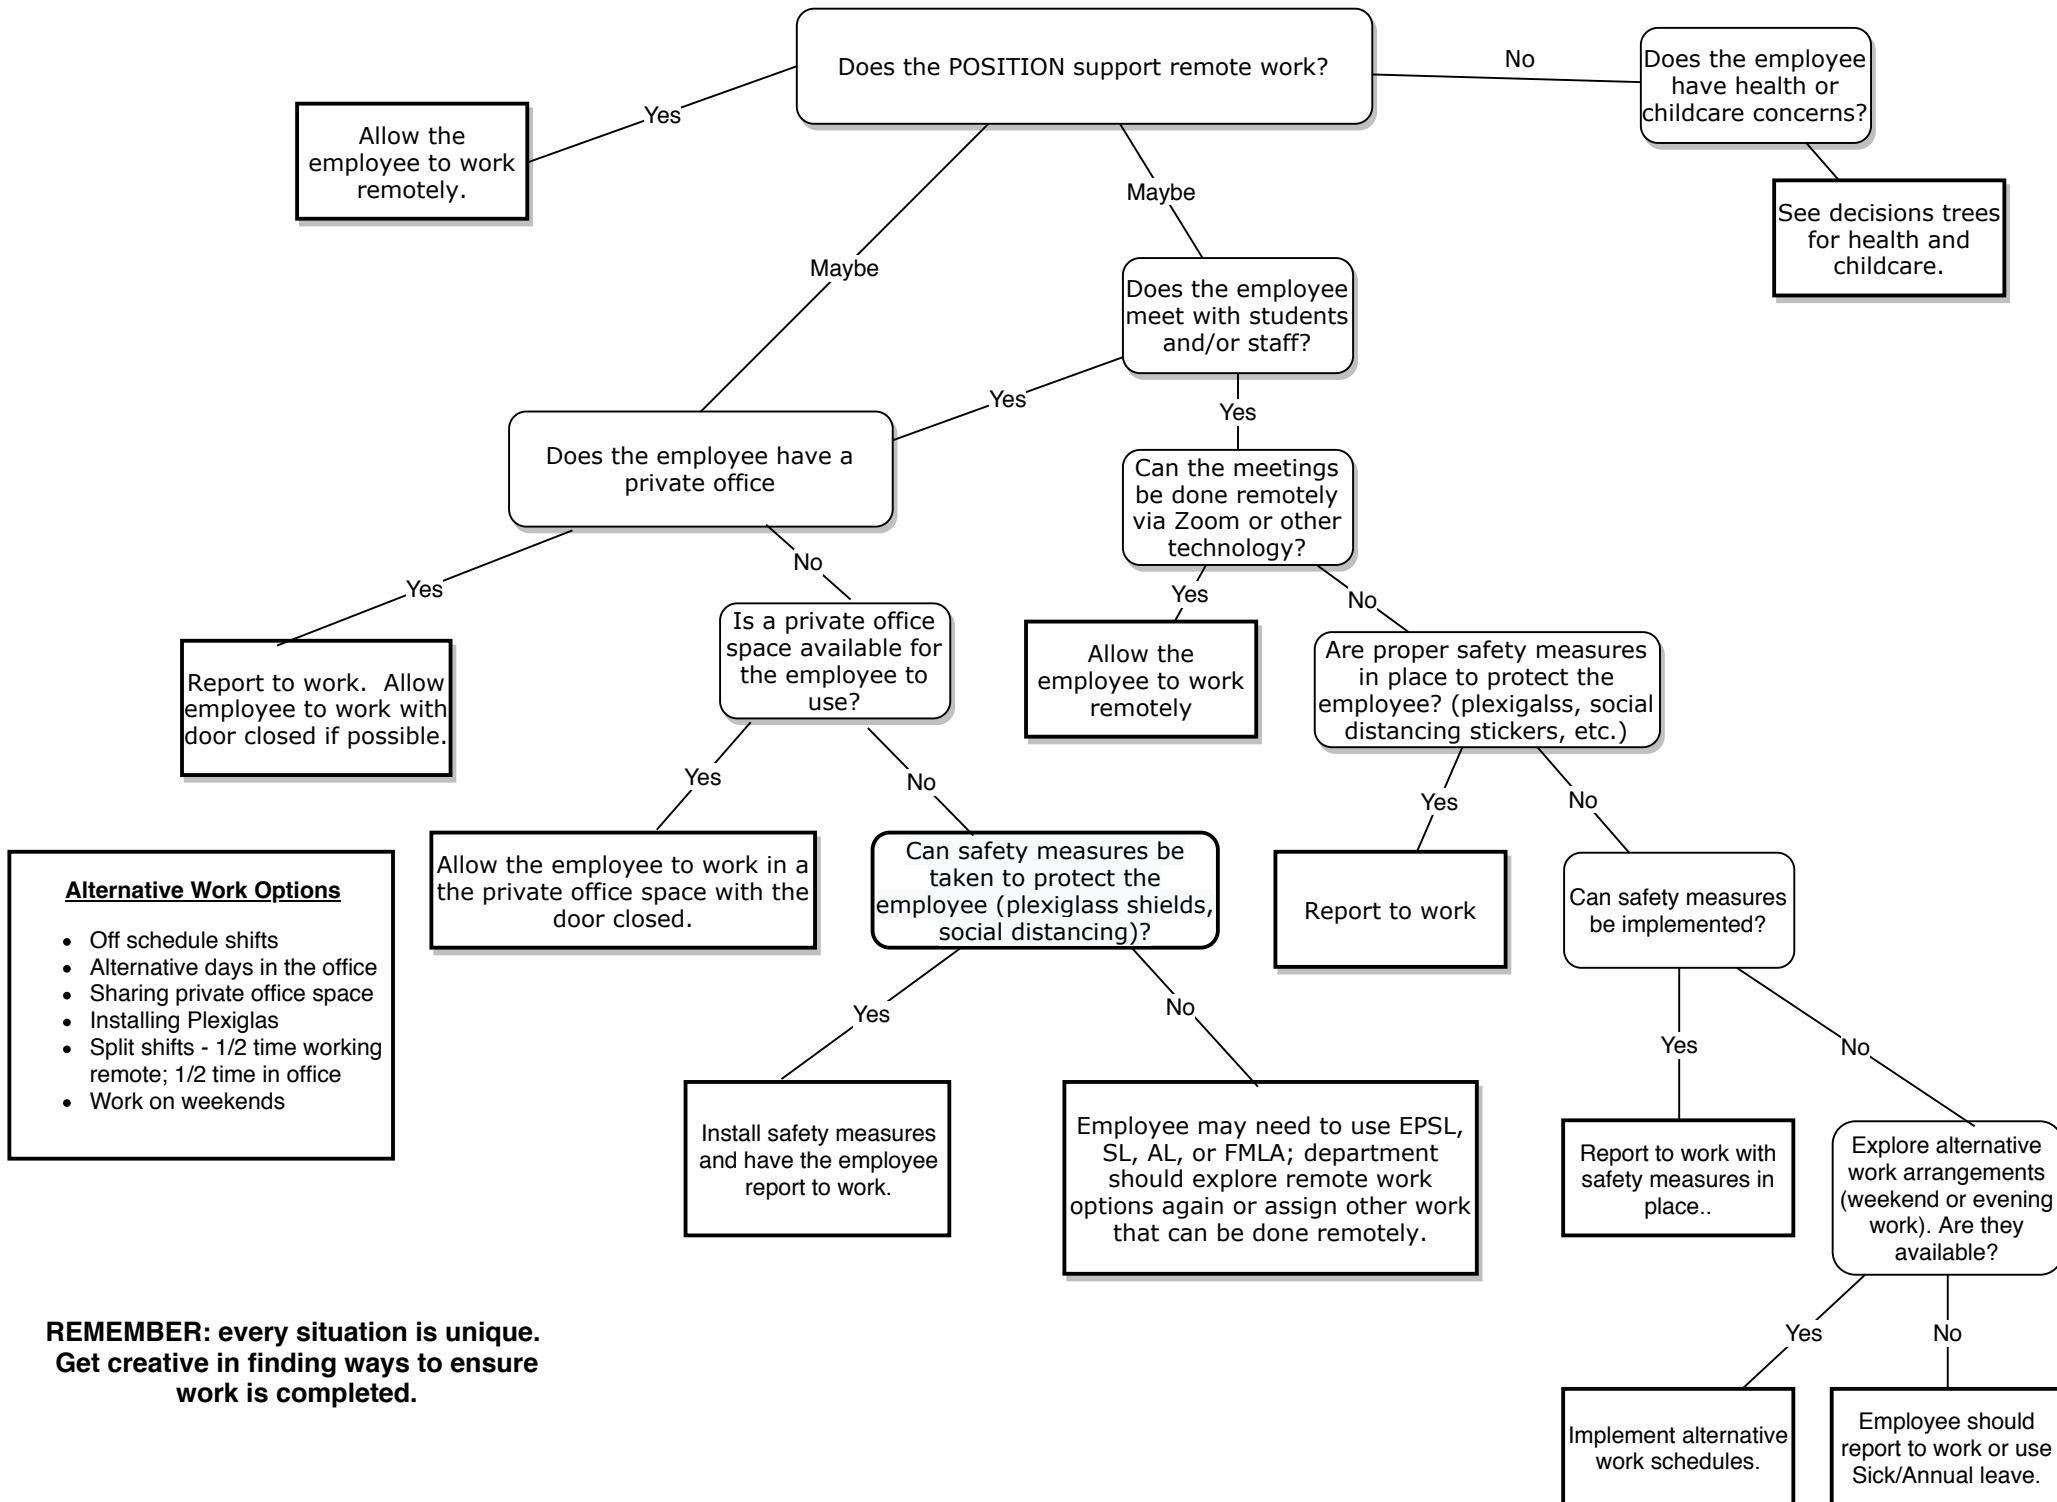 Does the POSITION support remote work?
No
Does the employee
have health or
childcare concerns?
Yes
Allow the
employee to work
remotely.
Maybe
See decisions trees
for health and
childcare.
Maybe
Does the employee
meet with students
and/or staff?
Yes
Yes
Does the employee have a
private office
Can the meetings
be done remotely
via Zoom or other
technology?
Yes
No
Yes
No
Is a private office
space available for
the employee to
use?
Allow the
employee to work
remotely
Are proper safety measures
in place to protect the
employee? (plexigalss, social
distancing stickers, etc.)
Report to work.  Allow
employee to work with
door closed if possible.
Yes
No
Yes
No
Alternative Work Options
• Off schedule shifts
• Alternative days in the office
• Sharing private office space
• Installing Plexiglas
• Split shifts - 1/2 time working
remote; 1/2 time in office
• Work on weekends
Allow the employee to work in a
the private office space with the
door closed.
Can safety measures be
taken to protect the
employee (plexiglass shields,
social distancing)?
Report to work
Can safety measures
be implemented?
Yes
No
Yes
No
Install safety measures
and have the employee
report to work.
Employee may need to use EPSL,
SL, AL, or FMLA; department
should explore remote work
options again or assign other work
that can be done remotely.
Report to work with
safety measures in
place..
Explore alternative
work arrangements
(weekend or evening
work). Are they
available?
REMEMBER: every situation is unique.
Get creative in finding ways to ensure
work is completed.
Yes
No
Implement alternative
work schedules.
Employee should
report to work or use
Sick/Annual leave.